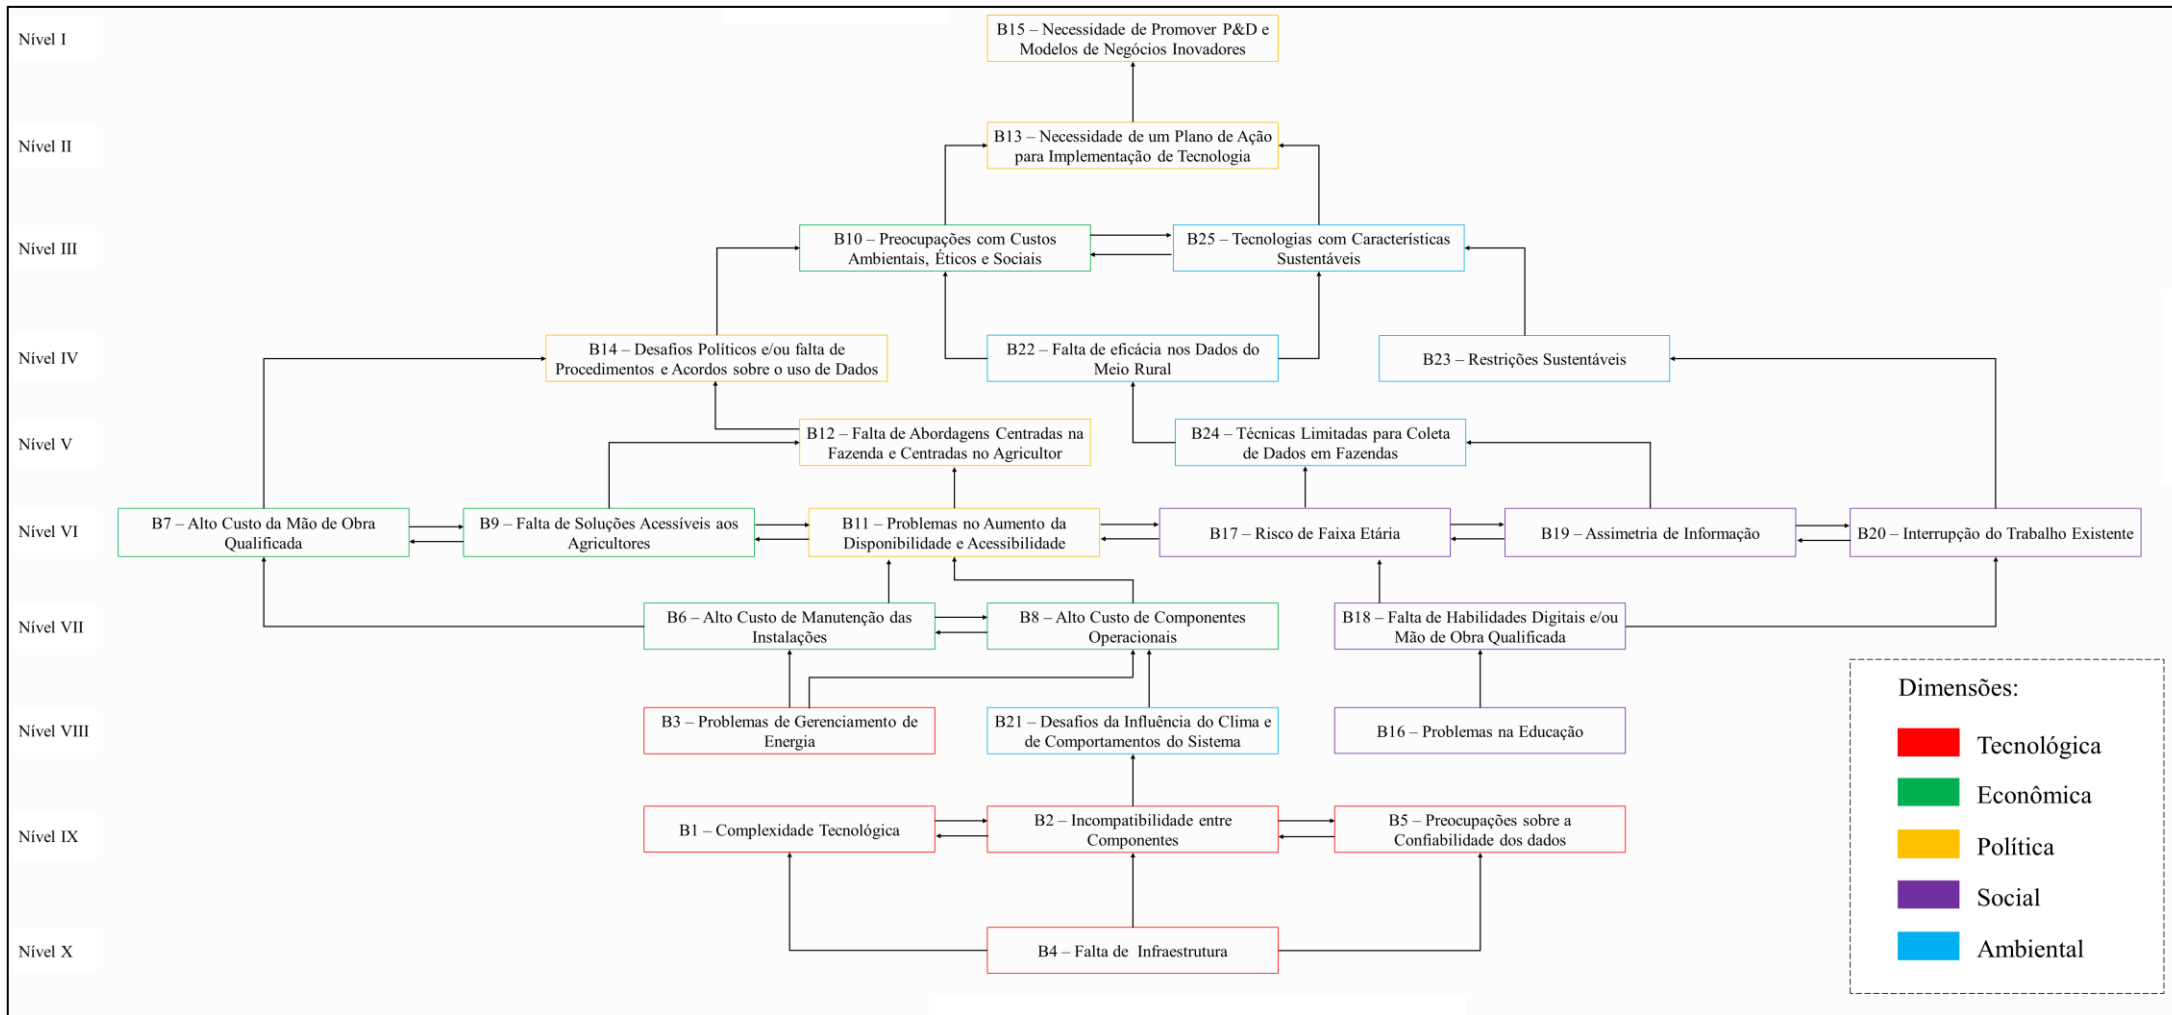 Nível I
B15 – Necessidade de Promover P&D e
Modelos de Negócios Inovadores
Nível II
B13 – Necessidade de um Plano de Ação
para Implementação de Tecnologia
Nível III
B10 – Preocupações com Custos
Ambientais, Éticos e Sociais
B25 – Tecnologias com Características
Sustentáveis
Nível IV
B14 – Desafios Políticos e/ou falta de
Procedimentos e Acordos sobre o uso de Dados
B22 – Falta de eficácia nos Dados do
Meio Rural
B23 – Restrições Sustentáveis
Nível V
B12 – Falta de Abordagens Centradas na
Fazenda e Centradas no Agricultor
B24 – Técnicas Limitadas para Coleta
de Dados em Fazendas
Nível VI
B7 – Alto Custo da Mão de Obra
Qualificada
B9 – Falta de Soluções Acessíveis aos
Agricultores
B11 – Problemas no Aumento da
Disponibilidade e Acessibilidade
B17 – Risco de Faixa Etária
B19 – Assimetria de Informação
B20 – Interrupção do Trabalho Existente
Nível VII
B6 – Alto Custo de Manutenção das
Instalações
B8 – Alto Custo de Componentes
Operacionais
B18 – Falta de Habilidades Digitais e/ou
Mão de Obra Qualificada
Nível VIII
B3 – Problemas de Gerenciamento de
Energia
B21 – Desafios da Influência do Clima e
de Comportamentos do Sistema
B16 – Problemas na Educação
Nível IX
B1 – Complexidade Tecnológica
B2 – Incompatibilidade entre
Componentes
B5 – Preocupações sobre a
Confiabilidade dos dados
Nível X
B4 – Falta de Infraestrutura
Dimensões:
Tecnológica
Econômica
Política
Social
Ambiental